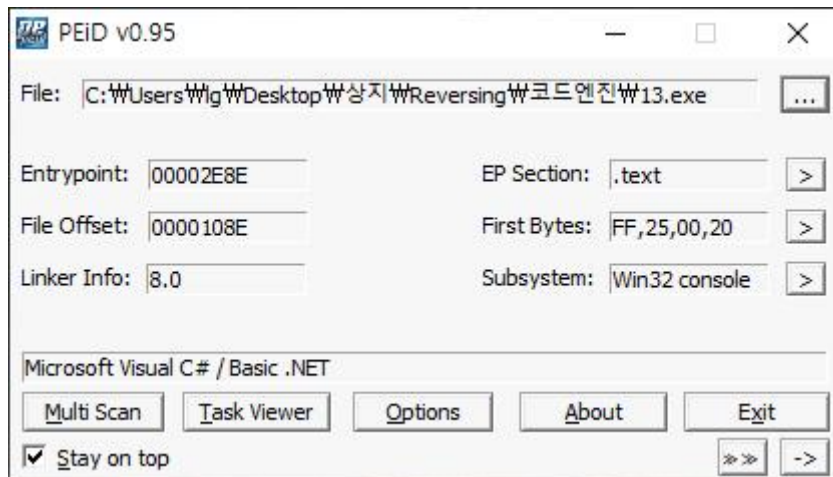 PEiD v0.95
File: C:₩Users₩lg₩Desktop₩상지₩Reversing₩코드엔진₩13.exe ...
Entrypoint: 00002E8E EP Section: .text >
File Offset: 0000108E First Bytes: FF,25,00,20 >
Linker Info: 8.0 Subsystem: Win32 console >
Microsoft Visual C# / Basic .NET
Multi Scan Task Viewer Options About Exit
Stay on top >> >> ->